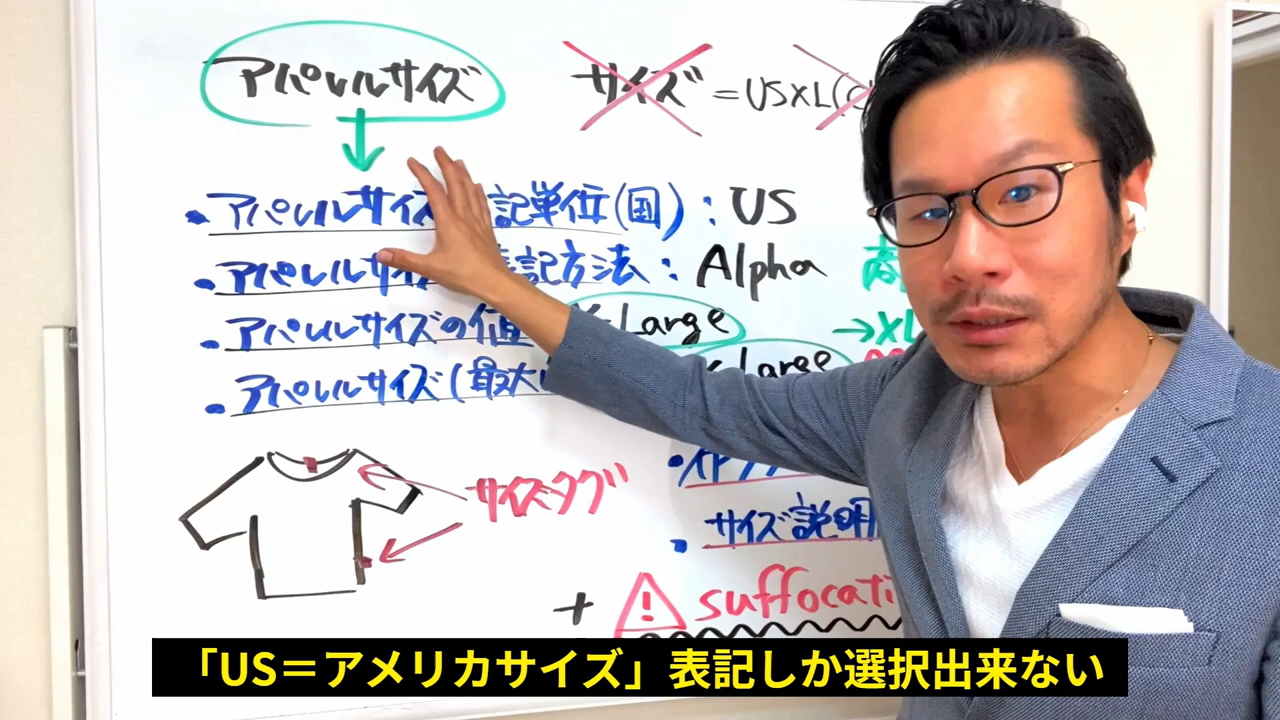 アパレルサイズ
サイズ = USXL(
・アパレルサイズ 記単位(国): US
・アパレルサイズ 表記方法: Alpha
・アパレルサイズの値 X-Large
→XL
・アパレルサイズ(最大 Large
サイズタグ
・サイズ説明
+ ! suffocati
「US=アメリカサイズ」表記しか選択出来ない